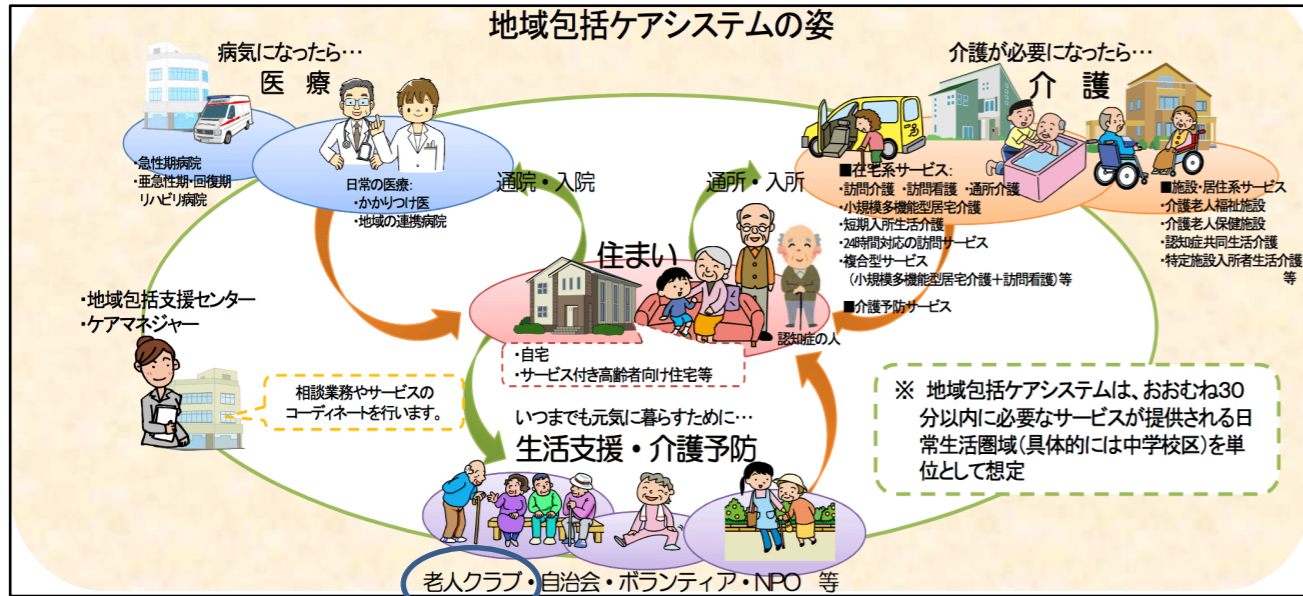 地域包括ケアシステムの姿
病気になったら…
医 療
・急性期病院
・亜急性期・回復期
リハビリ病院
日常の医療:
・かかりつけ医
・地域の連携病院
通院・入院
通所・入所
介護が必要になったら…
介 護
■在宅系サービス:
・訪問介護 ・訪問看護 ・通所介護
・小規模多機能型居宅介護
・短期入所生活介護
・24時間対応の訪問サービス
・複合型サービス
（小規模多機能型居宅介護＋訪問看護）等
■介護予防サービス
■施設・居住系サービス
・介護老人福祉施設
・介護老人保健施設
・認知症共同生活介護
・特定施設入所者生活介護
等
住まい
認知症の人
・自宅
・サービス付き高齢者向け住宅等
・地域包括支援センター
・ケアマネジャー
相談業務やサービスの
コーディネートを行います。
いつまでも元気に暮らすために…
生活支援・介護予防
老人クラブ・自治会・ボランティア・NPO 等
※ 地域包括ケアシステムは、おおむね30
分以内に必要なサービスが提供される日
常生活圏域（具体的には中学校区）を単
位として想定